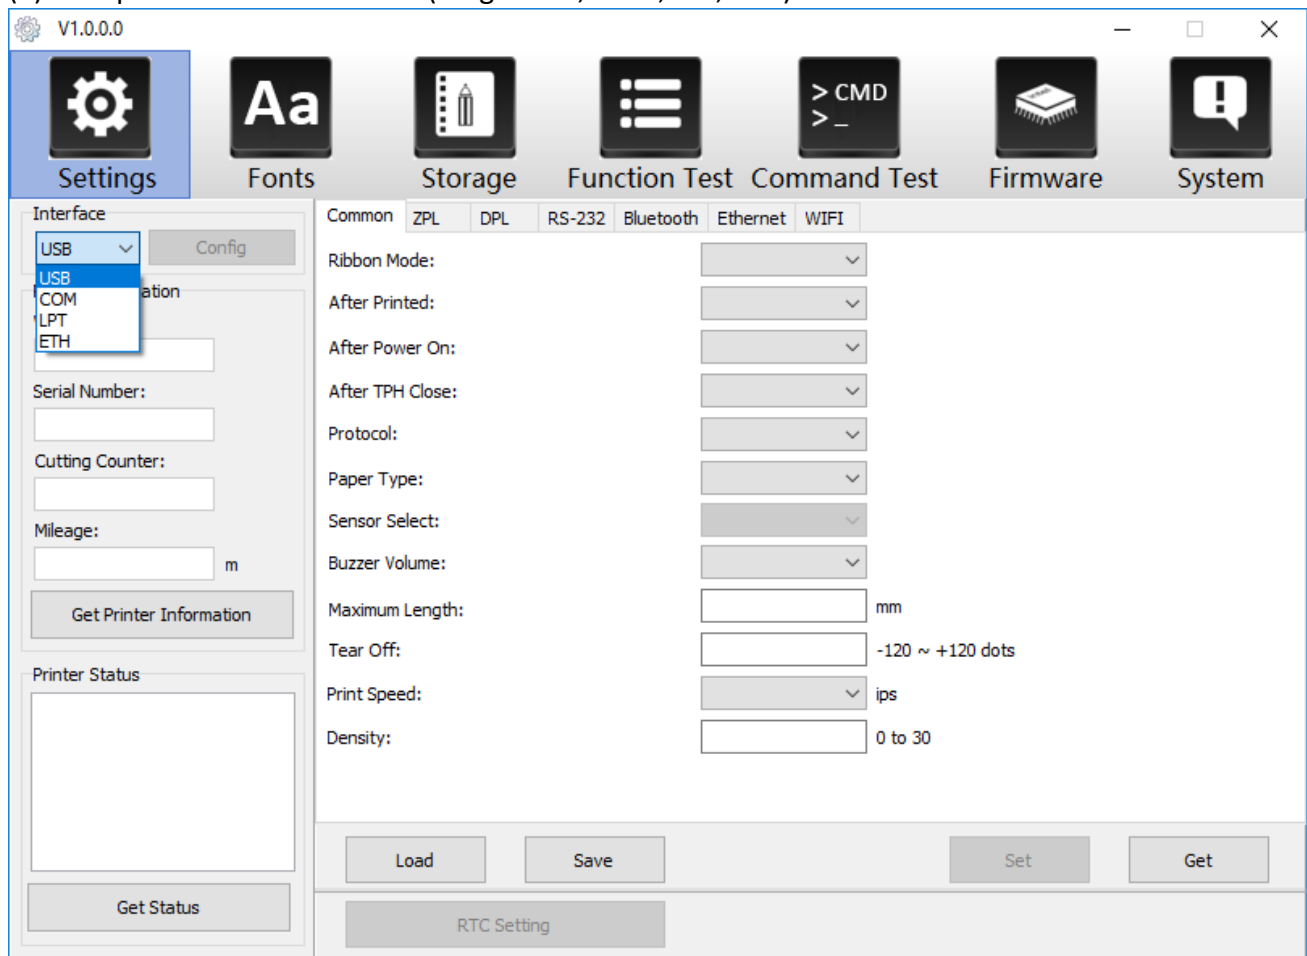 V1.0.0.0
Aa
> CMD
>_
Settings
Fonts
Storage
Function Test
Command Test
Firmware
System
Interface
USB
Config
USB
COM
LPT
ETH
ation
Serial Number:
Cutting Counter:
Mileage:
m
Get Printer Information
Printer Status
Get Status
Common
ZPL
DPL
RS-232
Bluetooth
Ethernet
WIFI
Ribbon Mode:
After Printed:
After Power On:
After TPH Close:
Protocol:
Paper Type:
Sensor Select:
Buzzer Volume:
Maximum Length:
mm
Tear Off:
-120 ~ +120 dots
Print Speed:
ips
Density:
0 to 30
Load
Save
Set
Get
RTC Setting